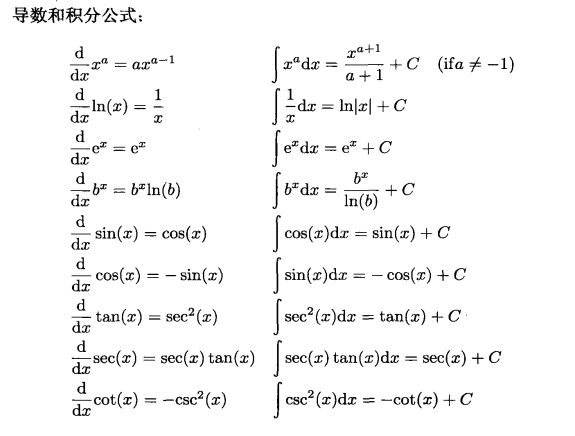 导数和积分公式：
d/dx x^a = ax^{a-1} ∫ x^a dx = x^{a+1}/(a+1) + C (if a ≠ -1)
d/dx ln(x) = 1/x ∫ 1/x dx = ln|x| + C
d/dx e^x = e^x ∫ e^x dx = e^x + C
d/dx b^x = b^x ln(b) ∫ b^x dx = b^x/ln(b) + C
d/dx sin(x) = cos(x) ∫ cos(x)dx = sin(x) + C
d/dx cos(x) = − sin(x) ∫ sin(x)dx = − cos(x) + C
d/dx tan(x) = sec²(x) ∫ sec²(x)dx = tan(x) + C
d/dx sec(x) = sec(x) tan(x) ∫ sec(x) tan(x)dx = sec(x) + C
d/dx cot(x) = −csc²(x) ∫ csc²(x)dx = −cot(x) + C